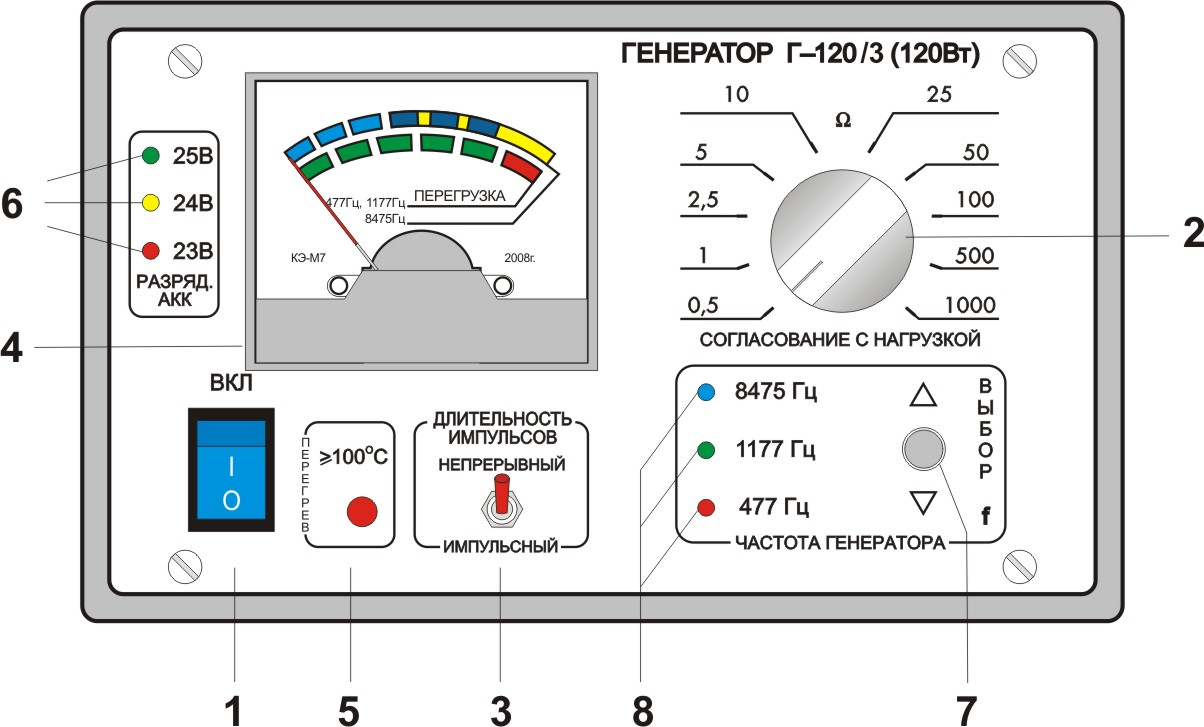 ГЕНЕРАТОР Г–120/3 (120Вт)
10
25
Ω
5
50
2,5
100
1
500
0,5
1000
СОГЛАСОВАНИЕ С НАГРУЗКОЙ
2
6
25В
24В
23В
РАЗРЯД.
АКК
ПЕРЕГРУЗКА
477Гц, 1177Гц
8475Гц
КЭ-М7
2008г.
4
ВКЛ
I
O
ПЕРЕГРЕВ
≥100°С
ДЛИТЕЛЬНОСТЬ
ИМПУЛЬСОВ
НЕПРЕРЫВНЫЙ
ИМПУЛЬСНЫЙ
8475 Гц
1177 Гц
477 Гц
ВЫБОР
f
ЧАСТОТА ГЕНЕРАТОРА
1
5
3
8
7